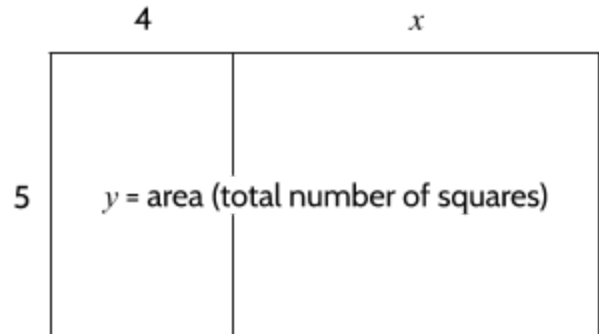 4 x
5 y = area (total number of squares)